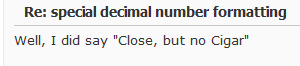 Re: special decimal number formatting
Well, I did say "Close, but no Cigar"